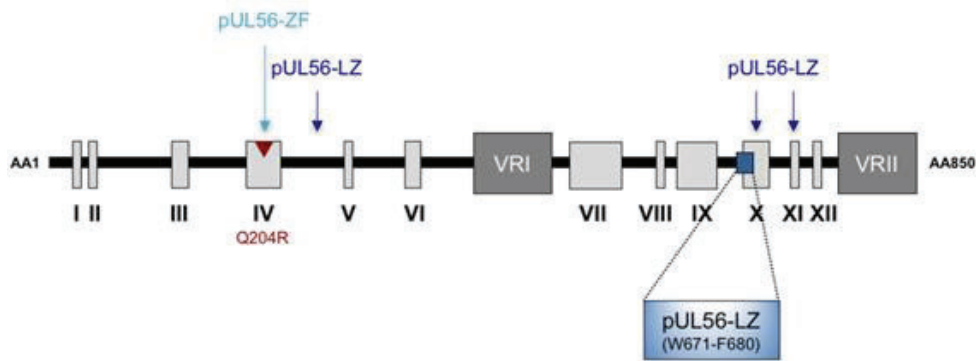 pUL56-ZF
pUL56-LZ
pUL56-LZ
AA1
VRI
VRII
AA850
I II III IV V VI VII VIII IX X XI XII
Q204R
pUL56-LZ
(W671-F680)